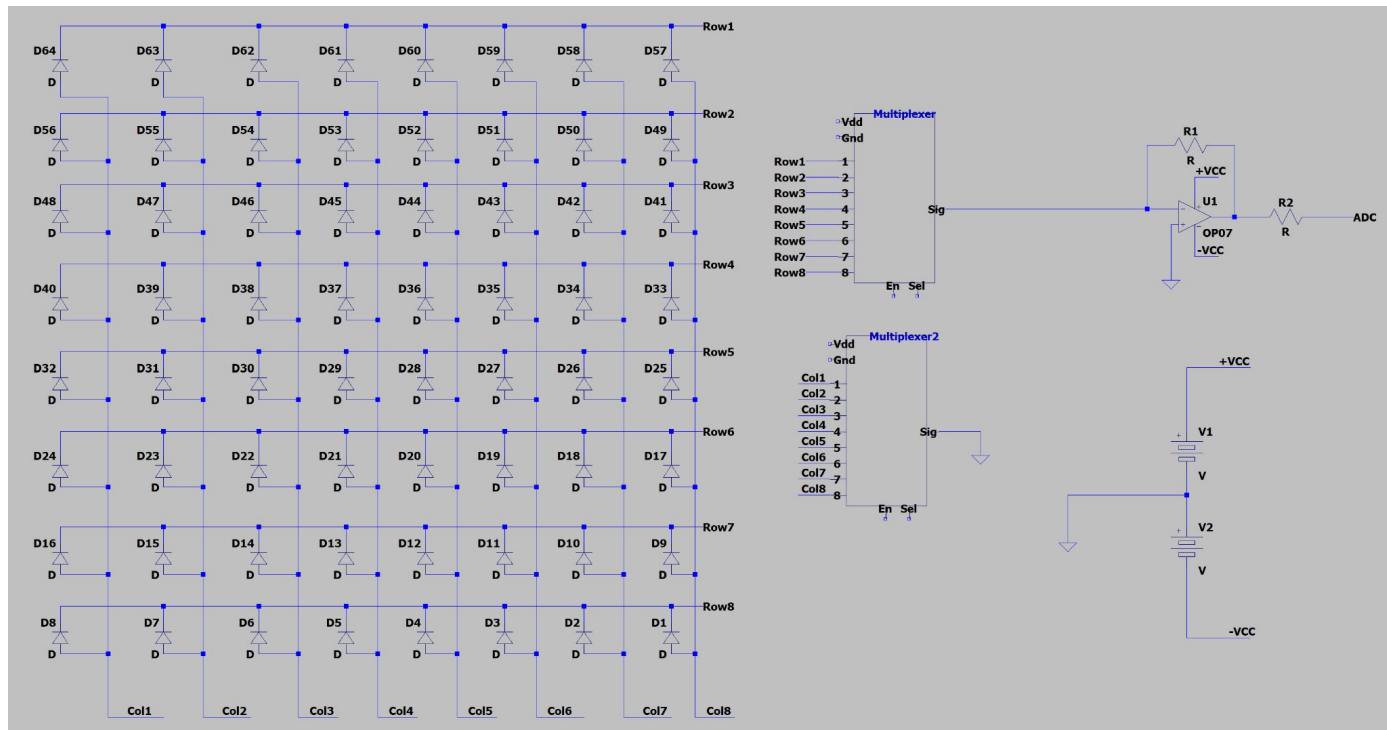 Row1
D64 D63 D62 D61 D60 D59 D58 D57
D D D D D D D D
Row2
D56 D55 D54 D53 D52 D51 D50 D49
D D D D D D D D
Row3
D48 D47 D46 D45 D44 D43 D42 D41
D D D D D D D D
Row4
D40 D39 D38 D37 D36 D35 D34 D33
D D D D D D D D
Row5
D32 D31 D30 D29 D28 D27 D26 D25
D D D D D D D D
Row6
D24 D23 D22 D21 D20 D19 D18 D17
D D D D D D D D
Row7
D16 D15 D14 D13 D12 D11 D10 D9
D D D D D D D D
Row8
D8 D7 D6 D5 D4 D3 D2 D1
D D D D D D D D
Col1 Col2 Col3 Col4 Col5 Col6 Col7 Col8
Multiplexer
Vdd
Gnd
Row1 1
Row2 2
Row3 3
Row4 4
Row5 5
Row6 6
Row7 7
Row8 8
Sig
En Sel
R1
R
+VCC
U1
OP07
-VCC
R2
R
ADC
Multiplexer2
Vdd
Gnd
Col1 1
Col2 2
Col3 3
Col4 4
Col5 5
Col6 6
Col7 7
Col8 8
Sig
En Sel
+VCC
V1
V
V2
V
-VCC